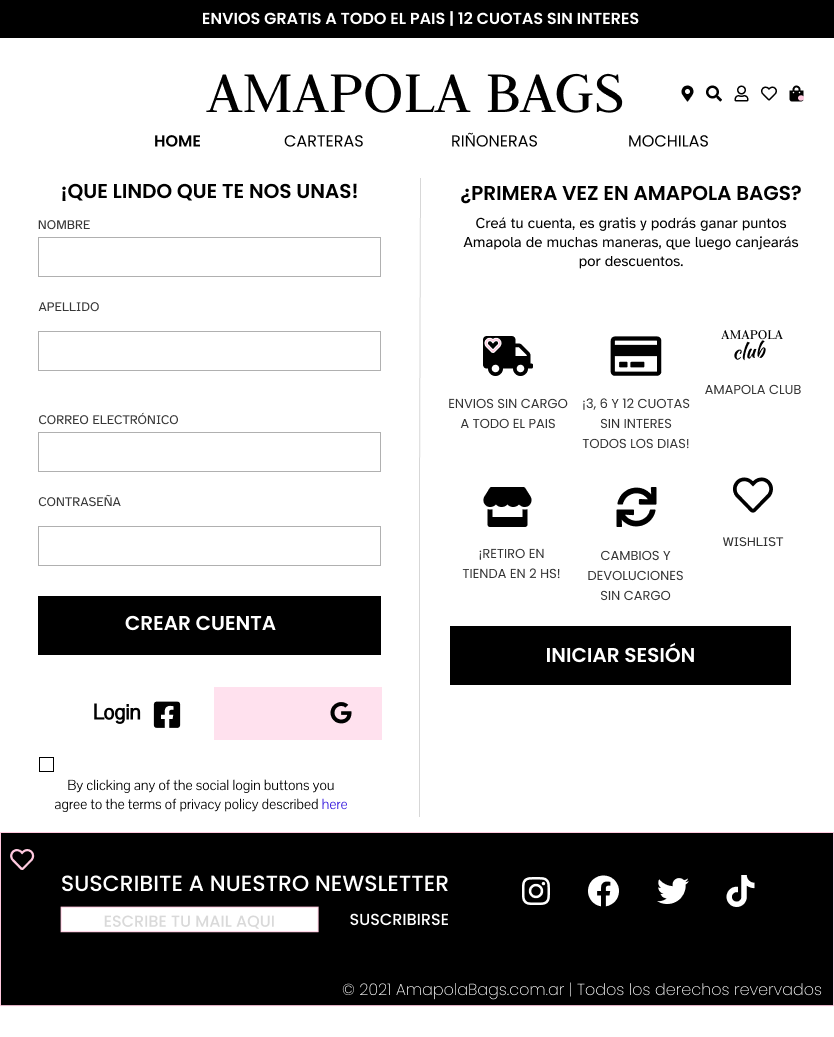 ENVIOS GRATIS A TODO EL PAIS | 12 CUOTAS SIN INTERES
AMAPOLA BAGS
HOME CARTERAS RIÑONERAS MOCHILAS
¡QUE LINDO QUE TE NOS UNAS!
NOMBRE
APELLIDO
CORREO ELECTRÓNICO
CONTRASEÑA
CREAR CUENTA
Login
By clicking any of the social login buttons you
agree to the terms of privacy policy described here
¿PRIMERA VEZ EN AMAPOLA BAGS?
Creá tu cuenta, es gratis y podrás ganar puntos
Amapola de muchas maneras, que luego canjearás
por descuentos.
ENVIOS SIN CARGO
A TODO EL PAIS
¡3, 6 Y 12 CUOTAS
SIN INTERES
TODOS LOS DIAS!
AMAPOLA
club
AMAPOLA CLUB
¡RETIRO EN
TIENDA EN 2 HS!
CAMBIOS Y
DEVOLUCIONES
SIN CARGO
WISHLIST
INICIAR SESIÓN
SUSCRIBITE A NUESTRO NEWSLETTER
ESCRIBE TU MAIL AQUI SUSCRIBIRSE
© 2021 AmapolaBags.com.ar | Todos los derechos revervados